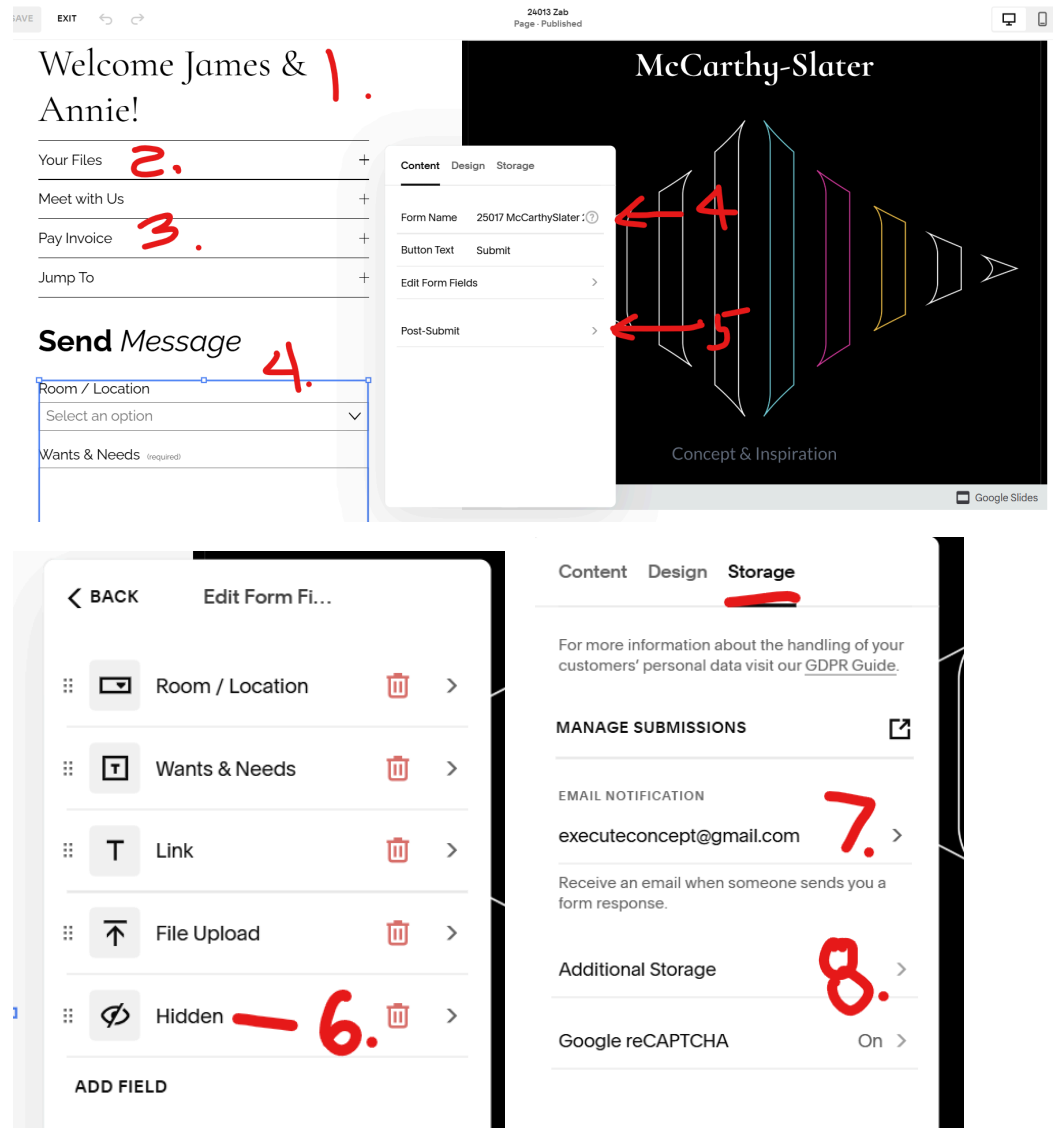 SAVE EXIT
24013 Zab
Page · Published
Welcome James &
Annie!
1.
McCarthy-Slater
Your Files
2.
Meet with Us
Pay Invoice
3.
Jump To
Send Message
4.
Room / Location
Select an option
Wants & Needs (required)
Content Design Storage
Form Name 25017 McCarthySlater
4
Button Text Submit
Edit Form Fields
Post-Submit
5
Concept & Inspiration
Google Slides
BACK Edit Form Fi...
Room / Location
Wants & Needs
Link
File Upload
Hidden
6.
ADD FIELD
Content Design Storage
For more information about the handling of your
customers' personal data visit our GDPR Guide.
MANAGE SUBMISSIONS
EMAIL NOTIFICATION
executeconcept@gmail.com
7.
Receive an email when someone sends you a
form response.
Additional Storage
8.
Google reCAPTCHA On